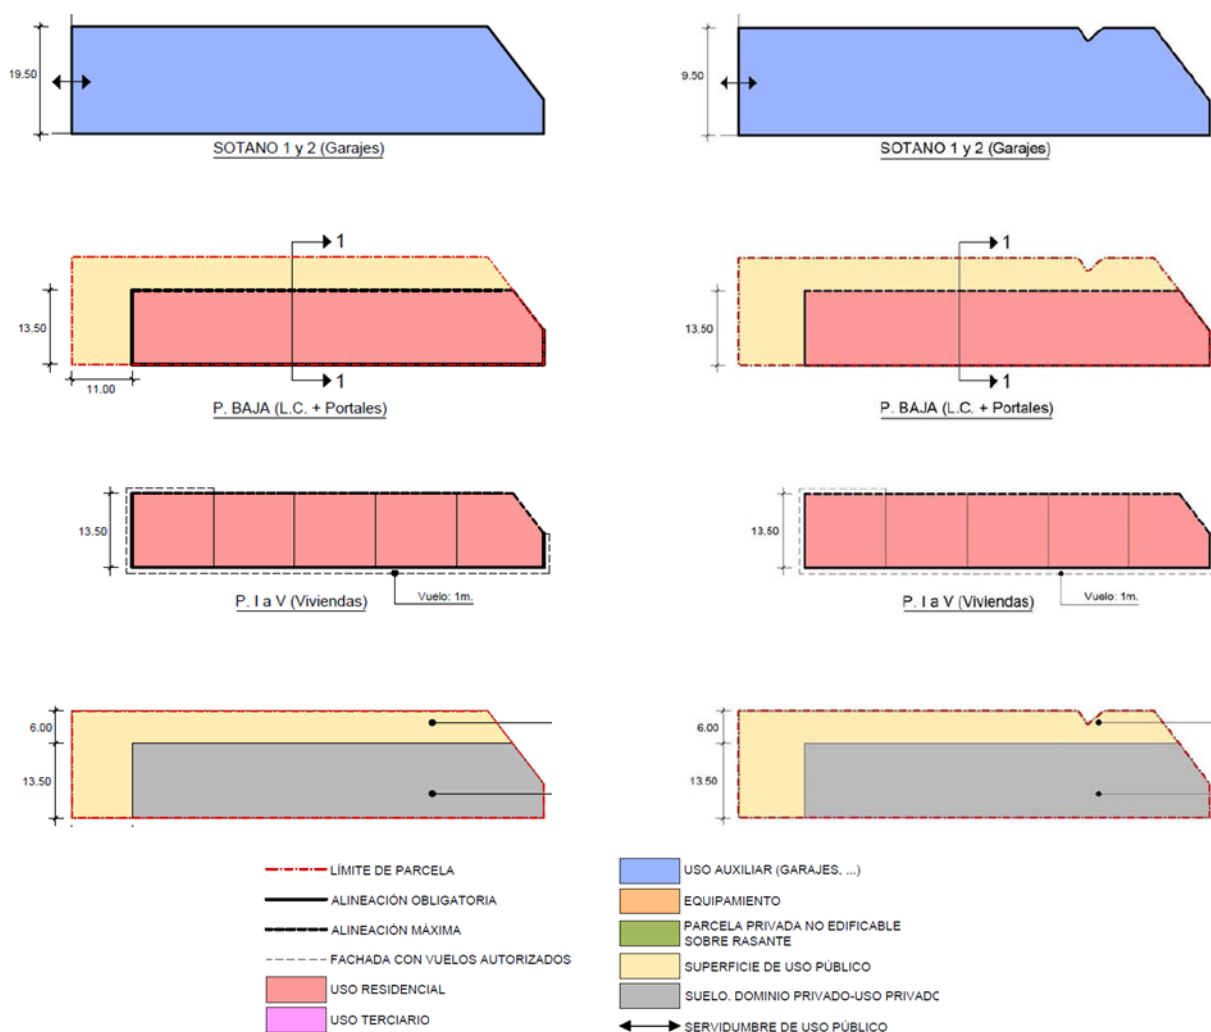 19.50
SOTANO 1 y 2 (Garajes)
9.50
SOTANO 1 y 2 (Garajes)
1
13.50
1
11.00
P. BAJA (L.C. + Portales)
1
13.50
1
P. BAJA (L.C. + Portales)
13.50
P. I a V (Viviendas)
Vuelo: 1m.
13.50
P. I a V (Viviendas)
Vuelo: 1m.
6.00
13.50
6.00
13.50
LÍMITE DE PARCELA
ALINEACIÓN OBLIGATORIA
ALINEACIÓN MÁXIMA
FACHADA CON VUELOS AUTORIZADOS
USO RESIDENCIAL
USO TERCIARIO
USO AUXILIAR (GARAJES, ...)
EQUIPAMIENTO
PARCELA PRIVADA NO EDIFICABLE
SOBRE RASANTE
SUPERFICIE DE USO PÚBLICO
SUELO. DOMINIO PRIVADO-USO PRIVADO
SERVIDUMBRE DE USO PÚBLICO